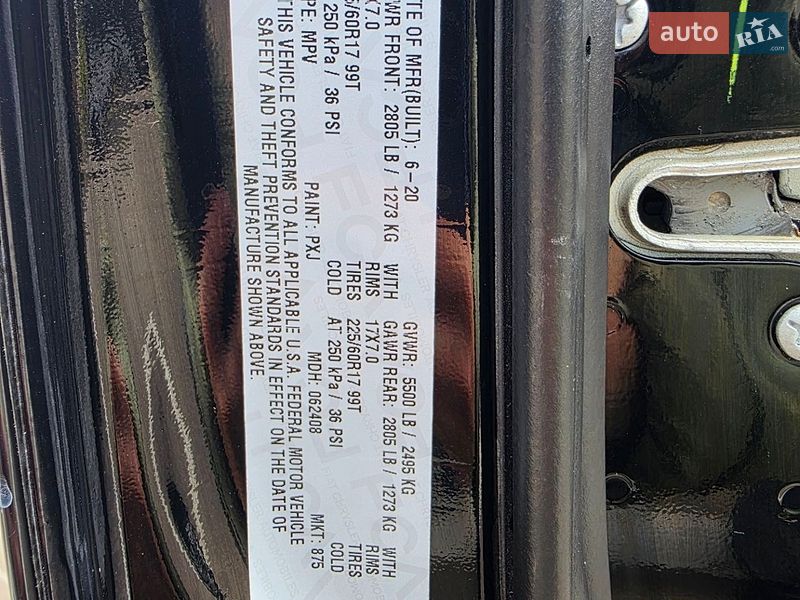 TE OF MFR(BUILT): 6-20 GVWR: 5500 LB / 2495 KG
WR FRONT: 2805 LB / 1273 KG WITH GAWR REAR: 2805 LB / 1273 KG WITH
X7.0 RIMS 17X7.0 RIMS
5/60R17 99T TIRES 225/60R17 99T TIRES
250 kPa / 36 PSI COLD AT 250 kPa / 36 PSI COLD
PE: MPV PAINT: PXJ MDH: 062408 MKT: 875
THIS VEHICLE CONFORMS TO ALL APPLICABLE U.S.A. FEDERAL MOTOR VEHICLE
SAFETY AND THEFT PREVENTION STANDARDS IN EFFECT ON THE DATE OF
MANUFACTURE SHOWN ABOVE.
auto RIA .com